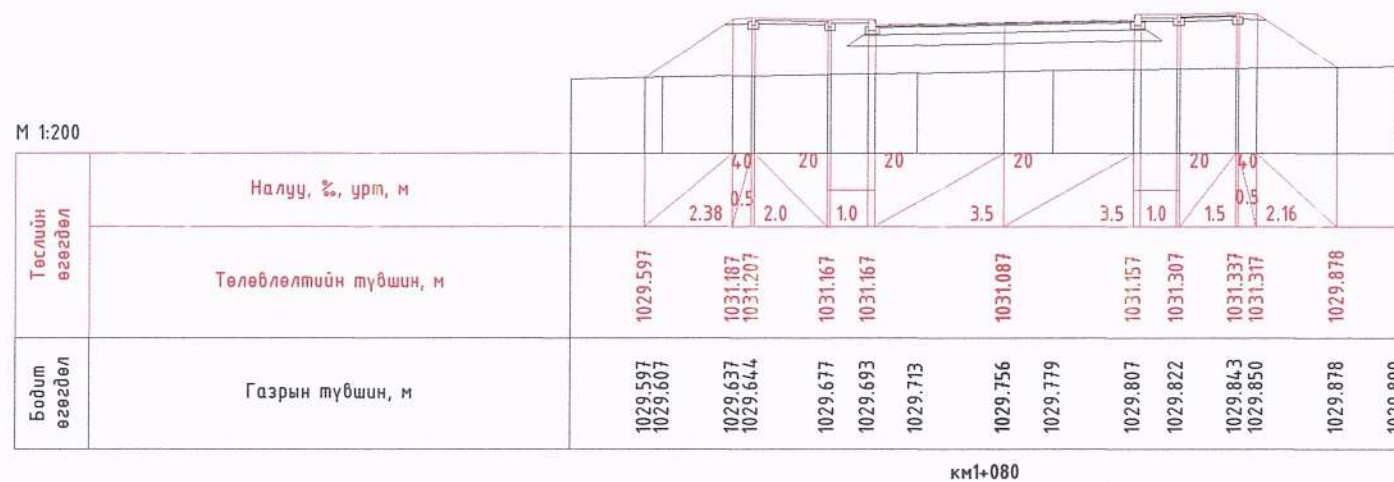 М 1:200
Төслийн өгөгдөл
Налуу, ‰, урт, м
40 20 20 20 20 40
0.5 0.5
2.38 2.0 1.0 3.5 3.5 1.0 1.5 2.16
Төлөвлөлтийн түвшин, м
1029.597 1031.187 1031.207 1031.167 1031.167 1031.087 1031.157 1031.307 1031.337 1031.317 1029.878
Бодит өгөгдөл
Газрын түвшин, м
1029.597 1029.607 1029.637 1029.644 1029.677 1029.693 1029.713 1029.756 1029.779 1029.807 1029.822 1029.843 1029.850 1029.878
км1+080